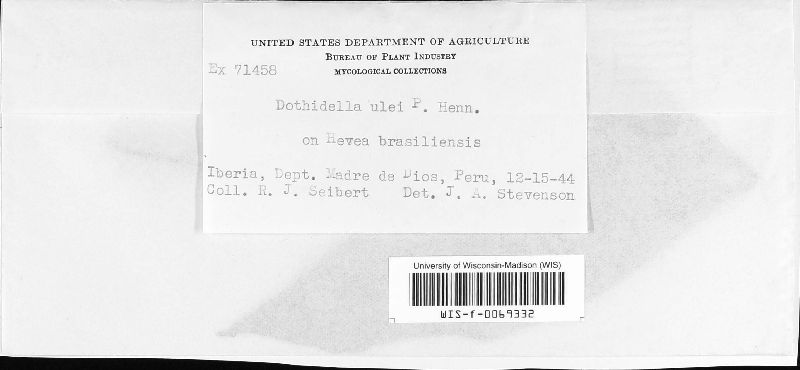 UNITED STATES DEPARTMENT OF AGRICULTURE
BUREAU OF PLANT INDUSTRY
Ex 71458 MYCOLOGICAL COLLECTIONS
Dothidella ulei P. Henn.
on Hevea brasiliensis
Iberia, Dept. Madre de Dios, Peru, 12-15-44
Coll. R. J. Seibert Det. J. A. Stevenson
University of Wisconsin-Madison (WIS)
WIS-f-0069332